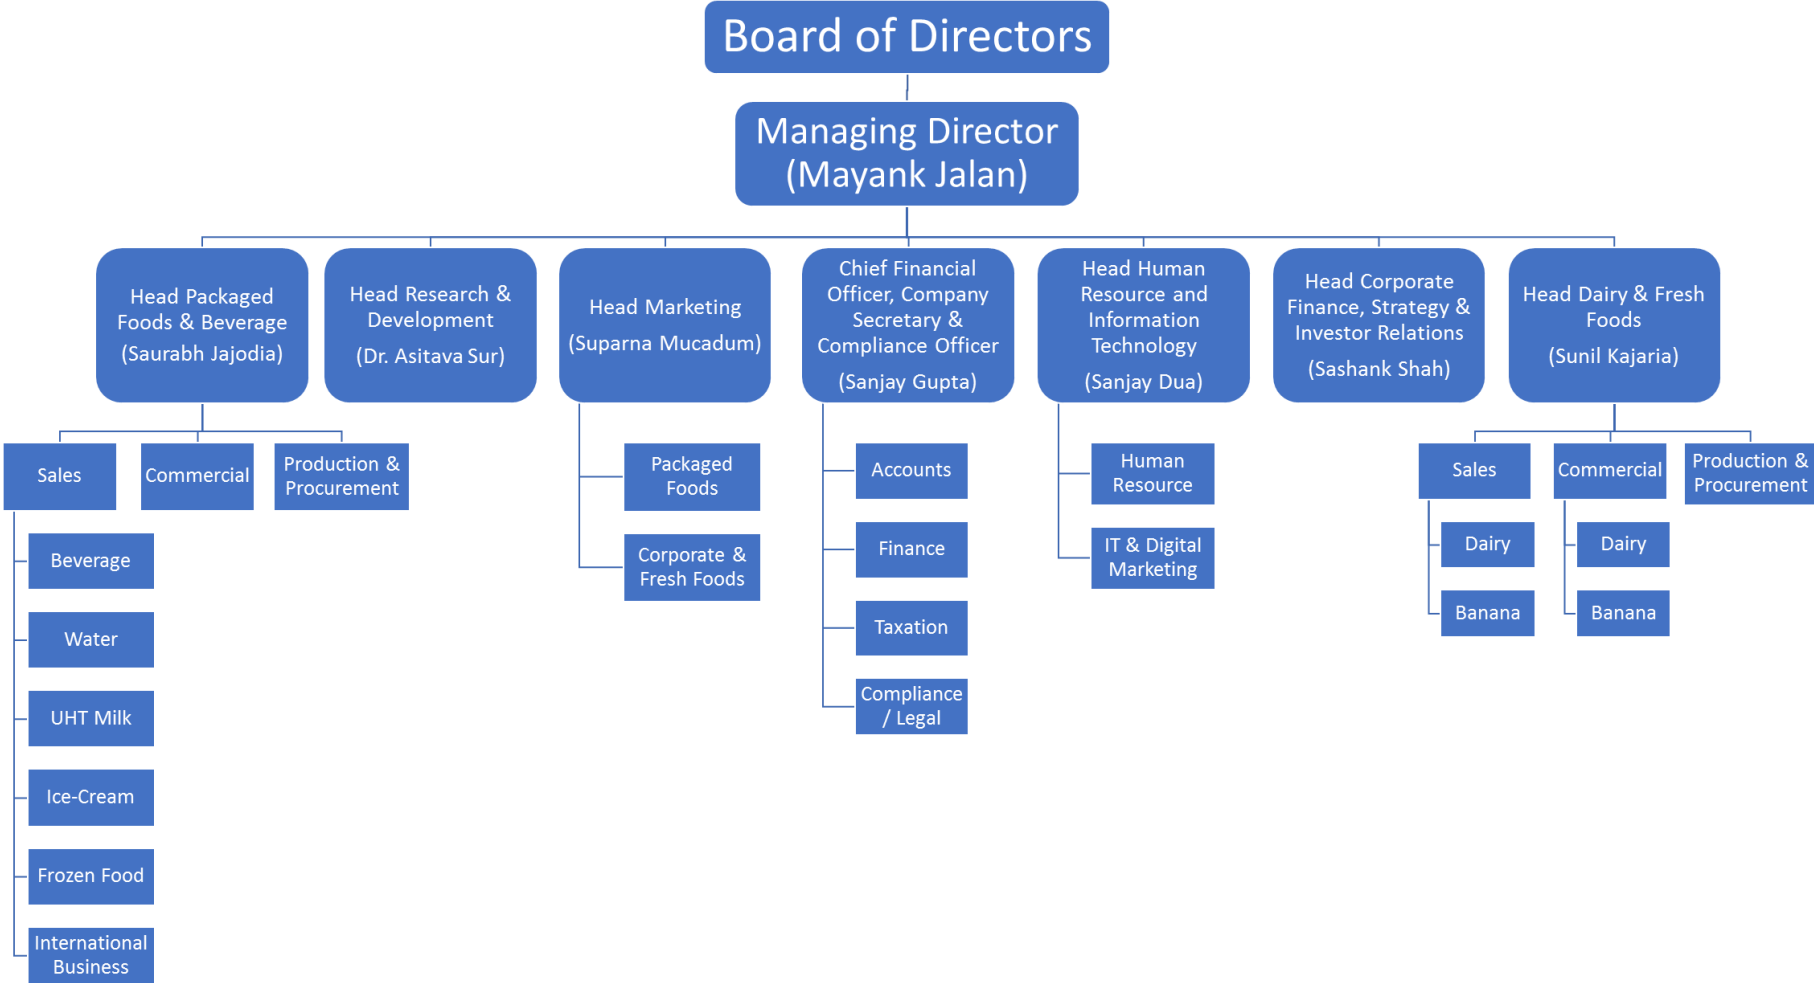 Board of Directors
Managing Director
(Mayank Jalan)
Head Packaged
Foods & Beverage
(Saurabh Jajodia)
Head Research &
Development
(Dr. Asitava Sur)
Head Marketing
(Suparna Mucadum)
Chief Financial
Officer, Company
Secretary &
Compliance Officer
(Sanjay Gupta)
Head Human
Resource and
Information
Technology
(Sanjay Dua)
Head Corporate
Finance, Strategy &
Investor Relations
(Sashank Shah)
Head Dairy & Fresh
Foods
(Sunil Kajaria)
Sales
Commercial
Production &
Procurement
Beverage
Water
UHT Milk
Ice-Cream
Frozen Food
International
Business
Packaged
Foods
Corporate &
Fresh Foods
Accounts
Finance
Taxation
Compliance
/ Legal
Human
Resource
IT & Digital
Marketing
Sales
Commercial
Production &
Procurement
Dairy
Banana
Dairy
Banana